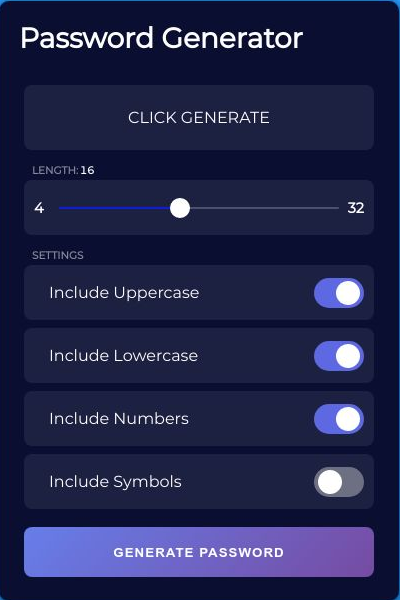 Password Generator
CLICK GENERATE
LENGTH: 16
4 32
SETTINGS
Include Uppercase
Include Lowercase
Include Numbers
Include Symbols
GENERATE PASSWORD